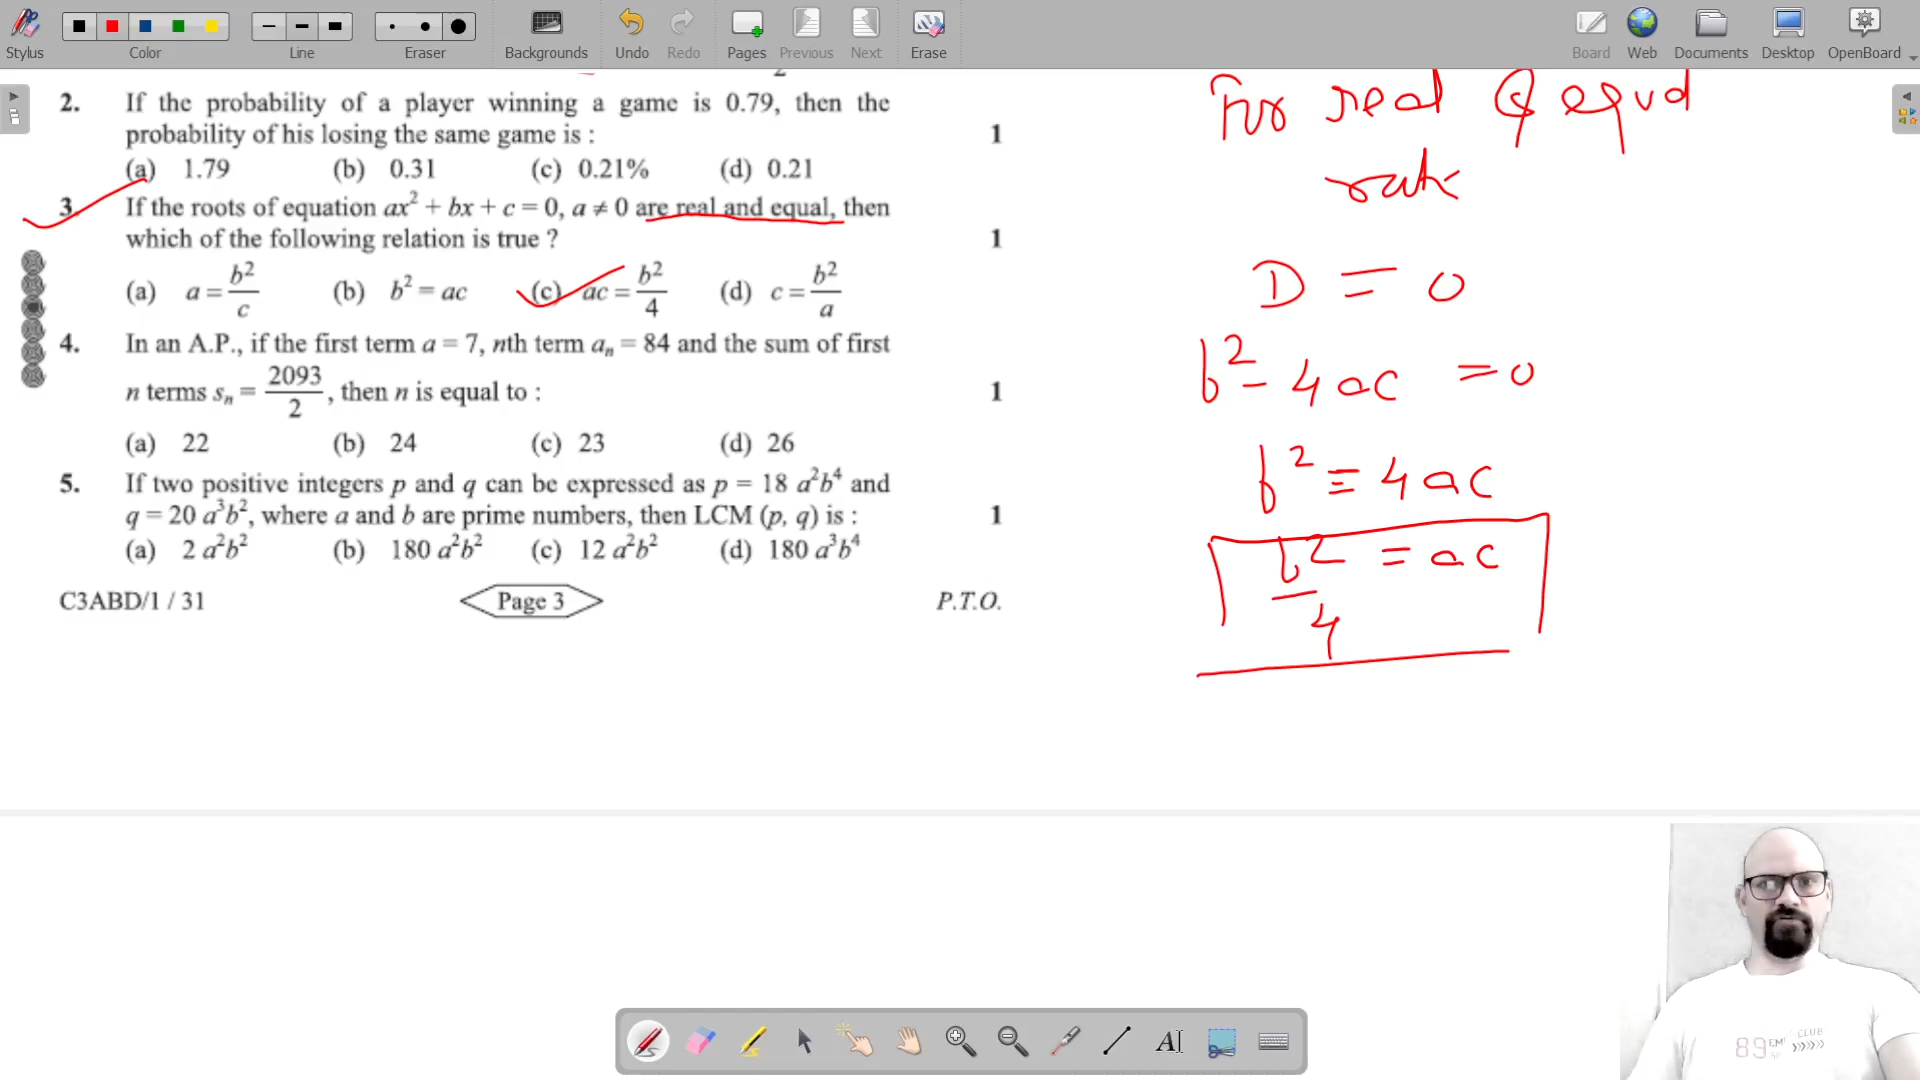 Stylus Color Line Eraser Backgrounds Undo Redo Pages Previous Next Erase Board Web Documents Desktop OpenBoard
2. If the probability of a player winning a game is 0.79, then the
probability of his losing the same game is : 1
(a) 1.79 (b) 0.31 (c) 0.21% (d) 0.21
3. If the roots of equation ax² + bx + c = 0, a ≠ 0 are real and equal, then
which of the following relation is true ? 1
(a) a = b²/c (b) b² = ac (c) ac = b²/4 (d) c = b²/a
4. In an A.P., if the first term a = 7, nth term aₙ = 84 and the sum of first
n terms sₙ = 2093/2, then n is equal to : 1
(a) 22 (b) 24 (c) 23 (d) 26
5. If two positive integers p and q can be expressed as p = 18 a²b⁴ and
q = 20 a³b², where a and b are prime numbers, then LCM (p, q) is : 1
(a) 2 a²b² (b) 180 a²b² (c) 12 a²b² (d) 180 a³b⁴
C3ABD/1 / 31 Page 3 P.T.O.
For real & equal
D = 0
b² - 4ac = 0
b² = 4ac
b²/4 = ac
89 CLUB